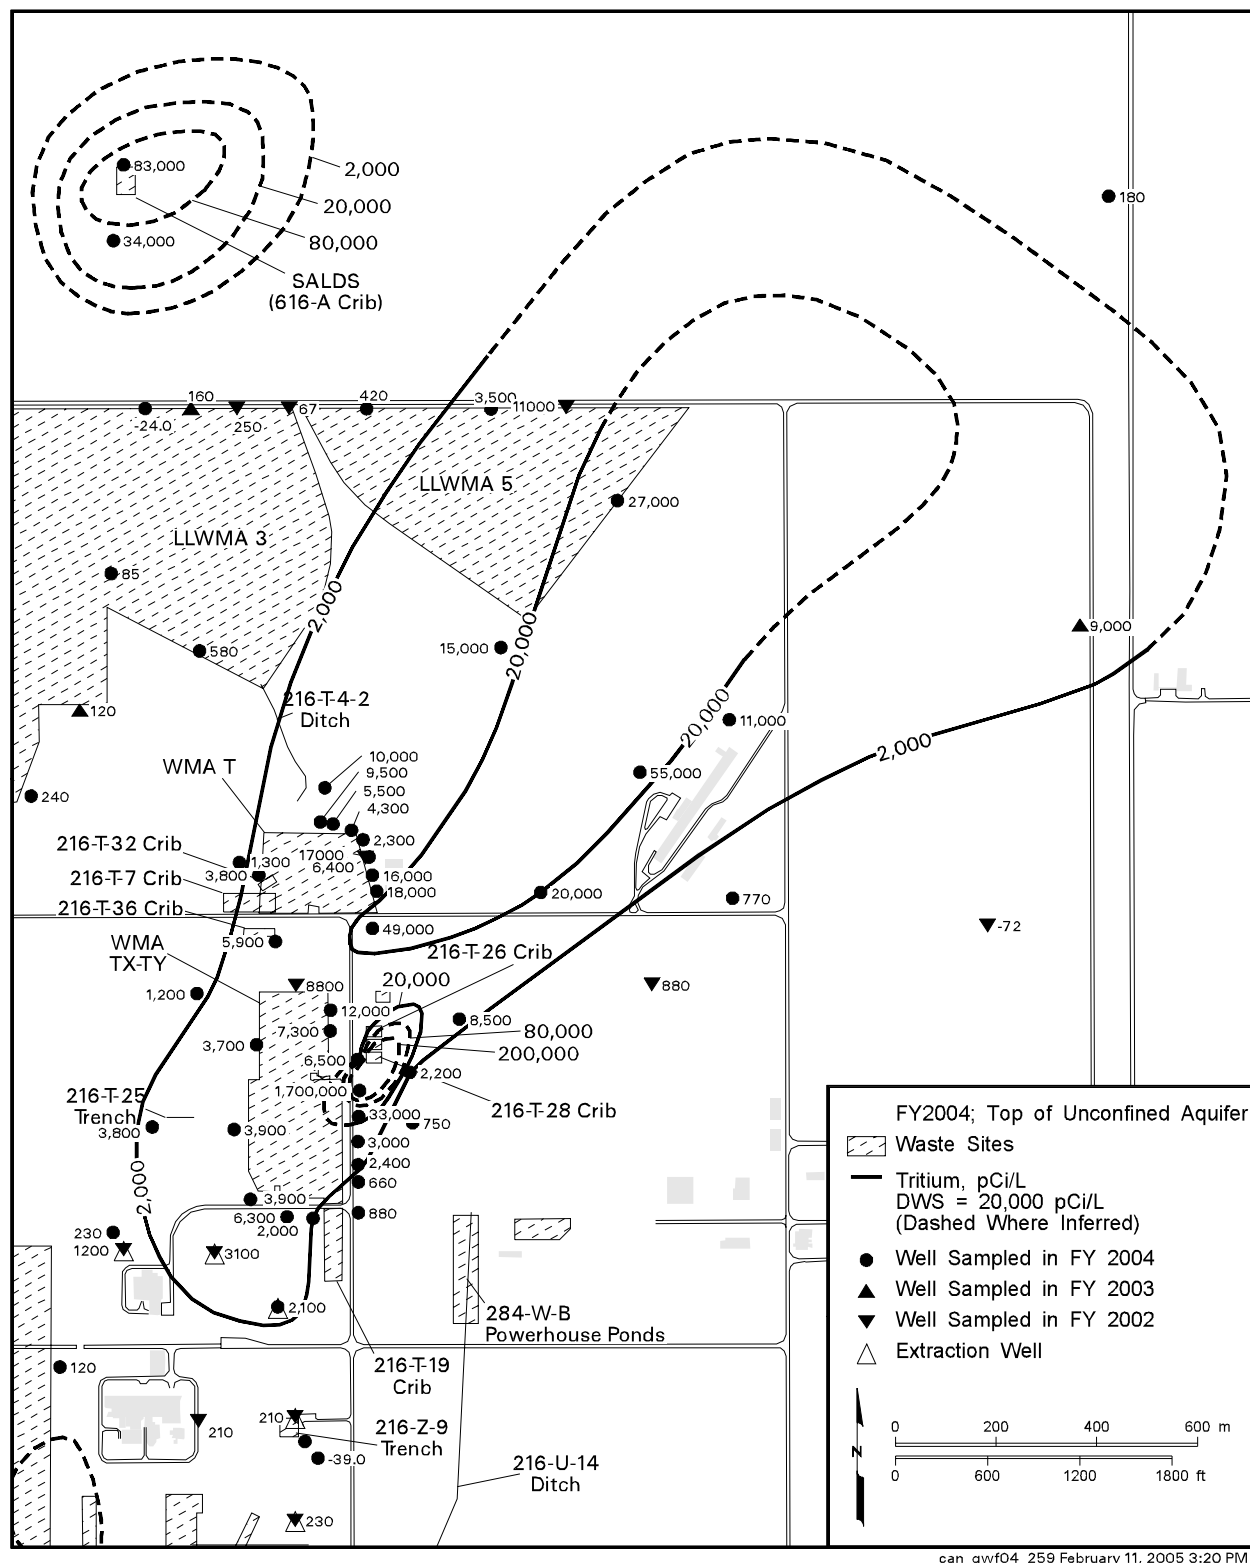 83,000
2,000
20,000
34,000
80,000
SALDS
(616-A Crib)
180
160
420
3,500
11000
67
-24.0
250
LLWMA 5
27,000
LLWMA 3
85
2,000
9,000
15,000
20,000
580
216-T-4-2
Ditch
120
20,000
11,000
2,000
10,000
WMA T
9,500
55,000
5,500
240
4,300
216-T-32 Crib
2,300
17000
1,300
6,400
3,800
16,000
216-T-7 Crib
18,000
20,000
770
216-T-36 Crib
49,000
-72
5,900
WMA
TX-TY
216-T-26 Crib
20,000
8800
880
1,200
12,000
8,500
7,300
80,000
3,700
200,000
6,500
2,200
1,700,000
216-T-25
Trench
216-T-28 Crib
33,000
750
3,800
3,900
3,000
2,400
2,000
660
3,900
880
6,300
2,000
230
1200
3100
2,100
284-W-B
Powerhouse Ponds
120
216-T-19
Crib
210
210
216-Z-9
Trench
-39.0
216-U-14
Ditch
230
FY2004; Top of Unconfined Aquifer
Waste Sites
Tritium, pCi/L
DWS = 20,000 pCi/L
(Dashed Where Inferred)
Well Sampled in FY 2004
Well Sampled in FY 2003
Well Sampled in FY 2002
Extraction Well
0 200 400 600 m
N
0 600 1200 1800 ft
can_gwf04_259 February 11, 2005 3:20 PM